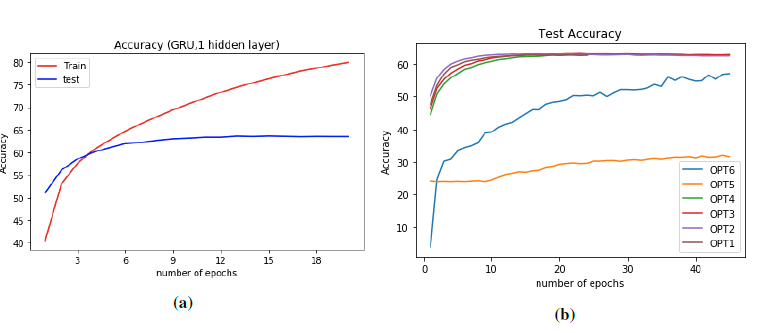 Accuracy (GRU,1 hidden layer)
Accuracy
80
75
70
65
60
55
50
45
40
Train
test
3
6
9
12
15
18
number of epochs
(a)
Test Accuracy
Accuracy
60
50
40
30
20
10
OPT6
OPT5
OPT4
OPT3
OPT2
OPT1
0
10
20
30
40
number of epochs
(b)